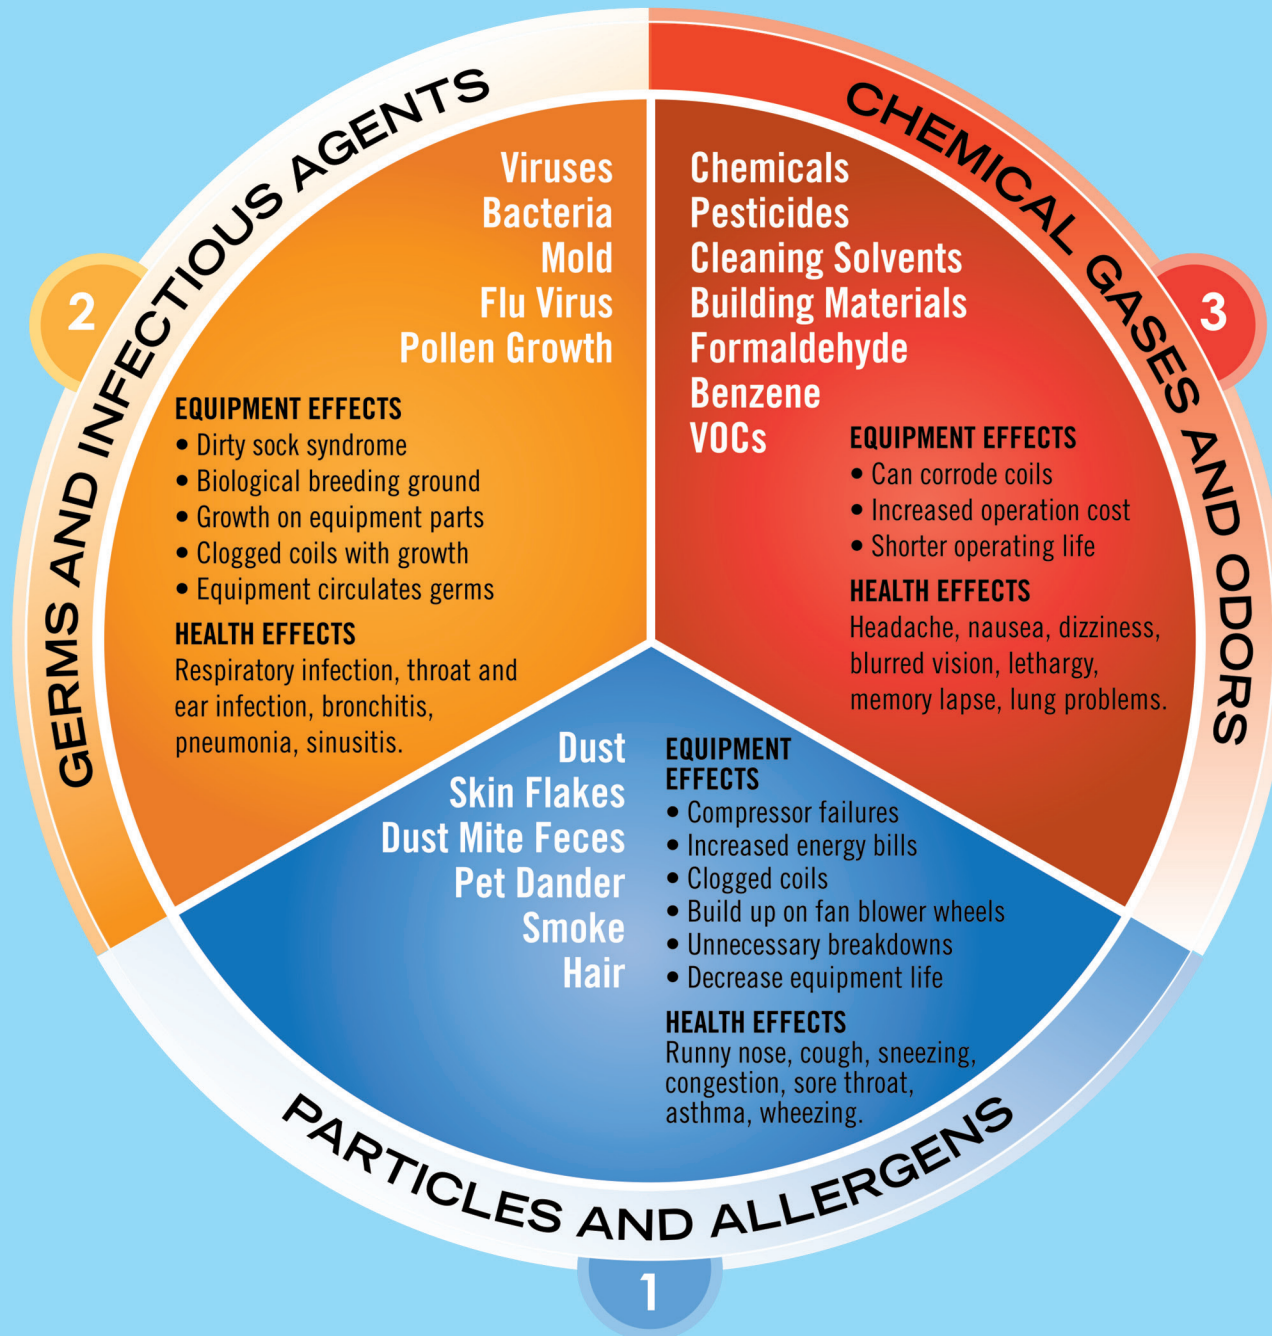 GERMS AND INFECTIOUS AGENTS
2
Viruses
Bacteria
Mold
Flu Virus
Pollen Growth
EQUIPMENT EFFECTS
• Dirty sock syndrome
• Biological breeding ground
• Growth on equipment parts
• Clogged coils with growth
• Equipment circulates germs
HEALTH EFFECTS
Respiratory infection, throat and
ear infection, bronchitis,
pneumonia, sinusitis.
CHEMICAL GASES AND ODORS
3
Chemicals
Pesticides
Cleaning Solvents
Building Materials
Formaldehyde
Benzene
VOCs
EQUIPMENT EFFECTS
• Can corrode coils
• Increased operation cost
• Shorter operating life
HEALTH EFFECTS
Headache, nausea, dizziness,
blurred vision, lethargy,
memory lapse, lung problems.
Dust
Skin Flakes
Dust Mite Feces
Pet Dander
Smoke
Hair
EQUIPMENT
EFFECTS
• Compressor failures
• Increased energy bills
• Clogged coils
• Build up on fan blower wheels
• Unnecessary breakdowns
• Decrease equipment life
HEALTH EFFECTS
Runny nose, cough, sneezing,
congestion, sore throat,
asthma, wheezing.
PARTICLES AND ALLERGENS
1